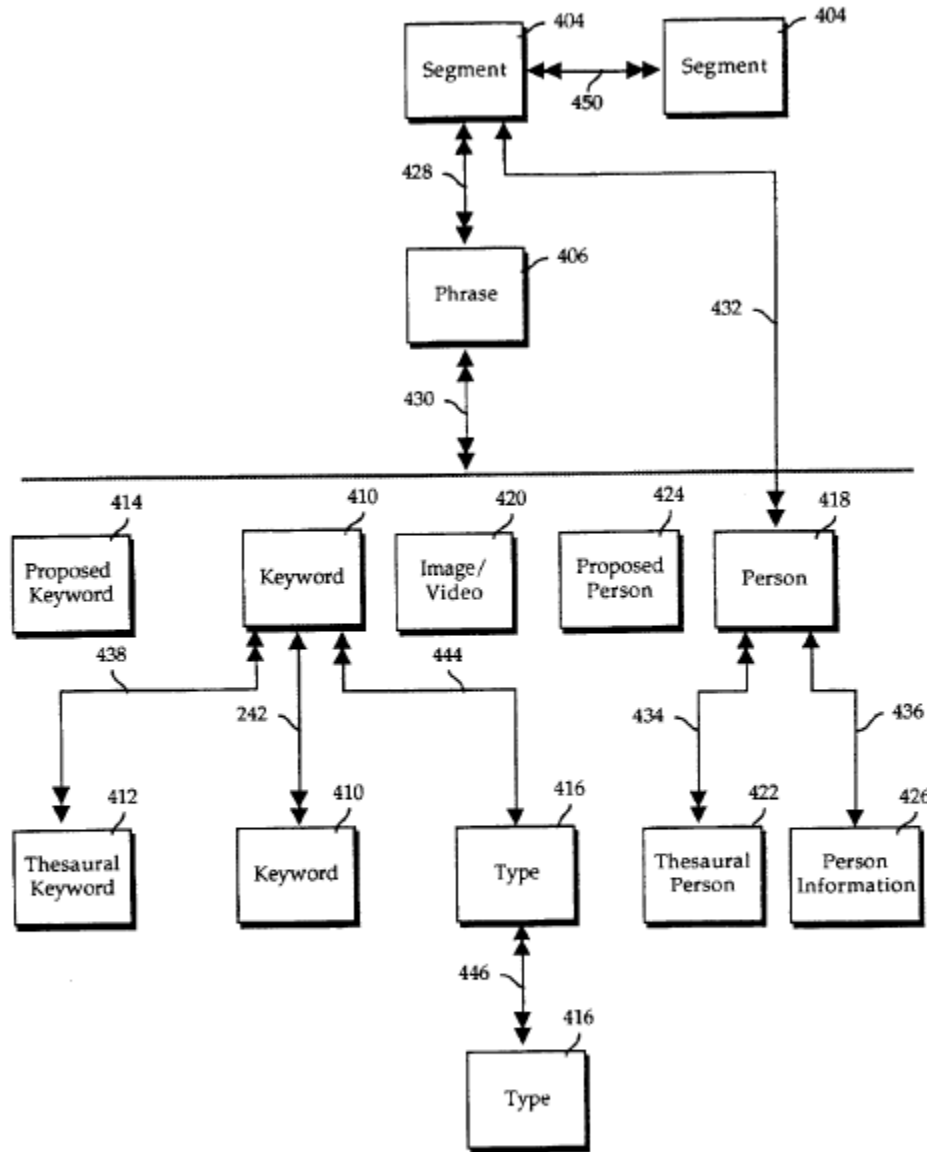 404
404
Segment
Segment
450
428
406
Phrase
432
430
414
410
420
424
418
Proposed
Keyword
Keyword
Image/
Video
Proposed
Person
Person
438
444
242
434
436
412
410
416
422
426
Thesaural
Keyword
Keyword
Type
Thesaural
Person
Person
Information
446
416
Type